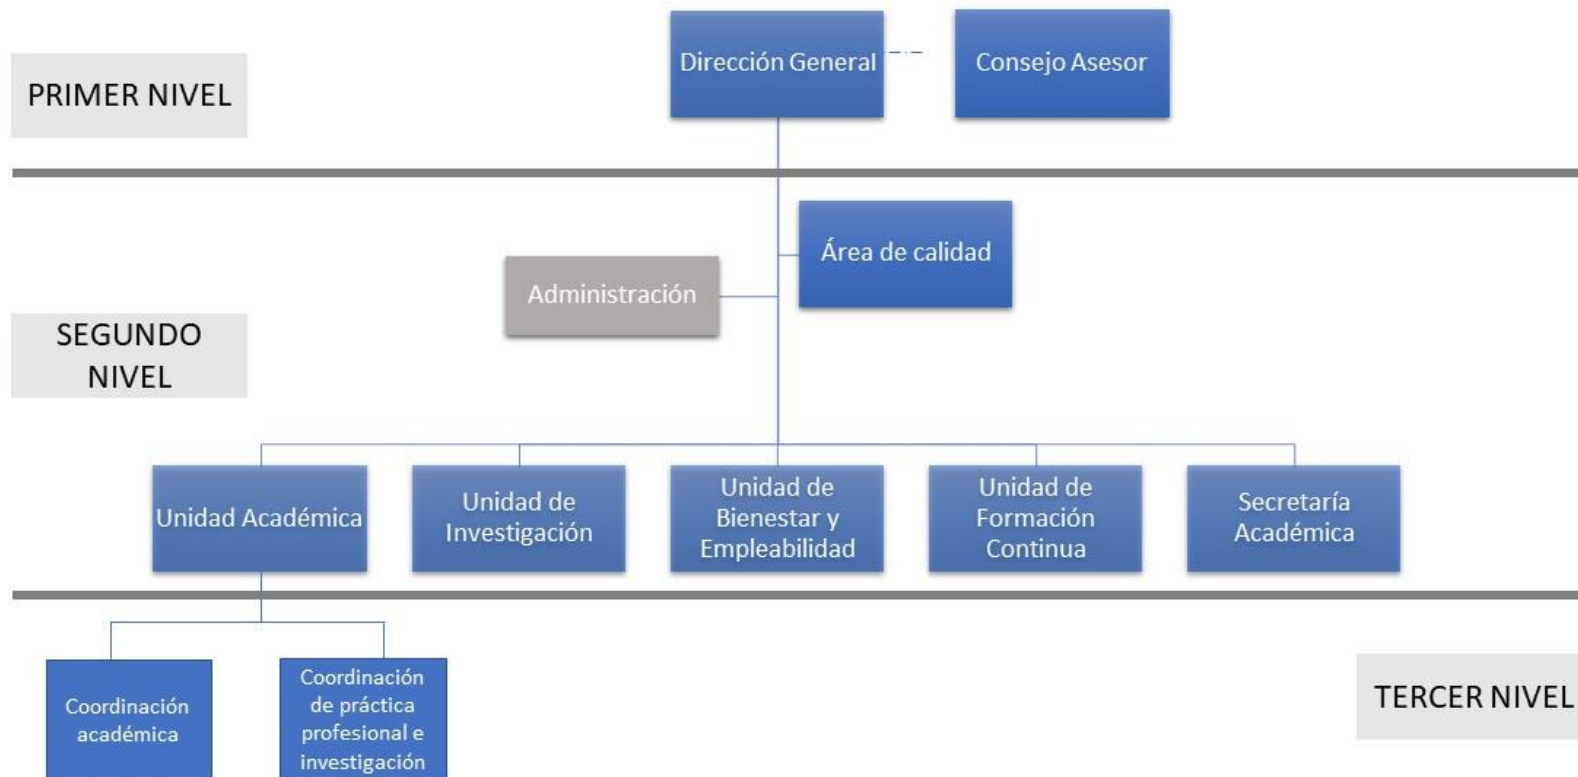 Dirección General
Consejo Asesor
PRIMER NIVEL
Área de calidad
Administración
SEGUNDO
NIVEL
Unidad Académica
Unidad de
Investigación
Unidad de
Bienestar y
Empleabilidad
Unidad de
Formación
Continua
Secretaría
Académica
Coordinación
académica
Coordinación
de práctica
profesional e
investigación
TERCER NIVEL